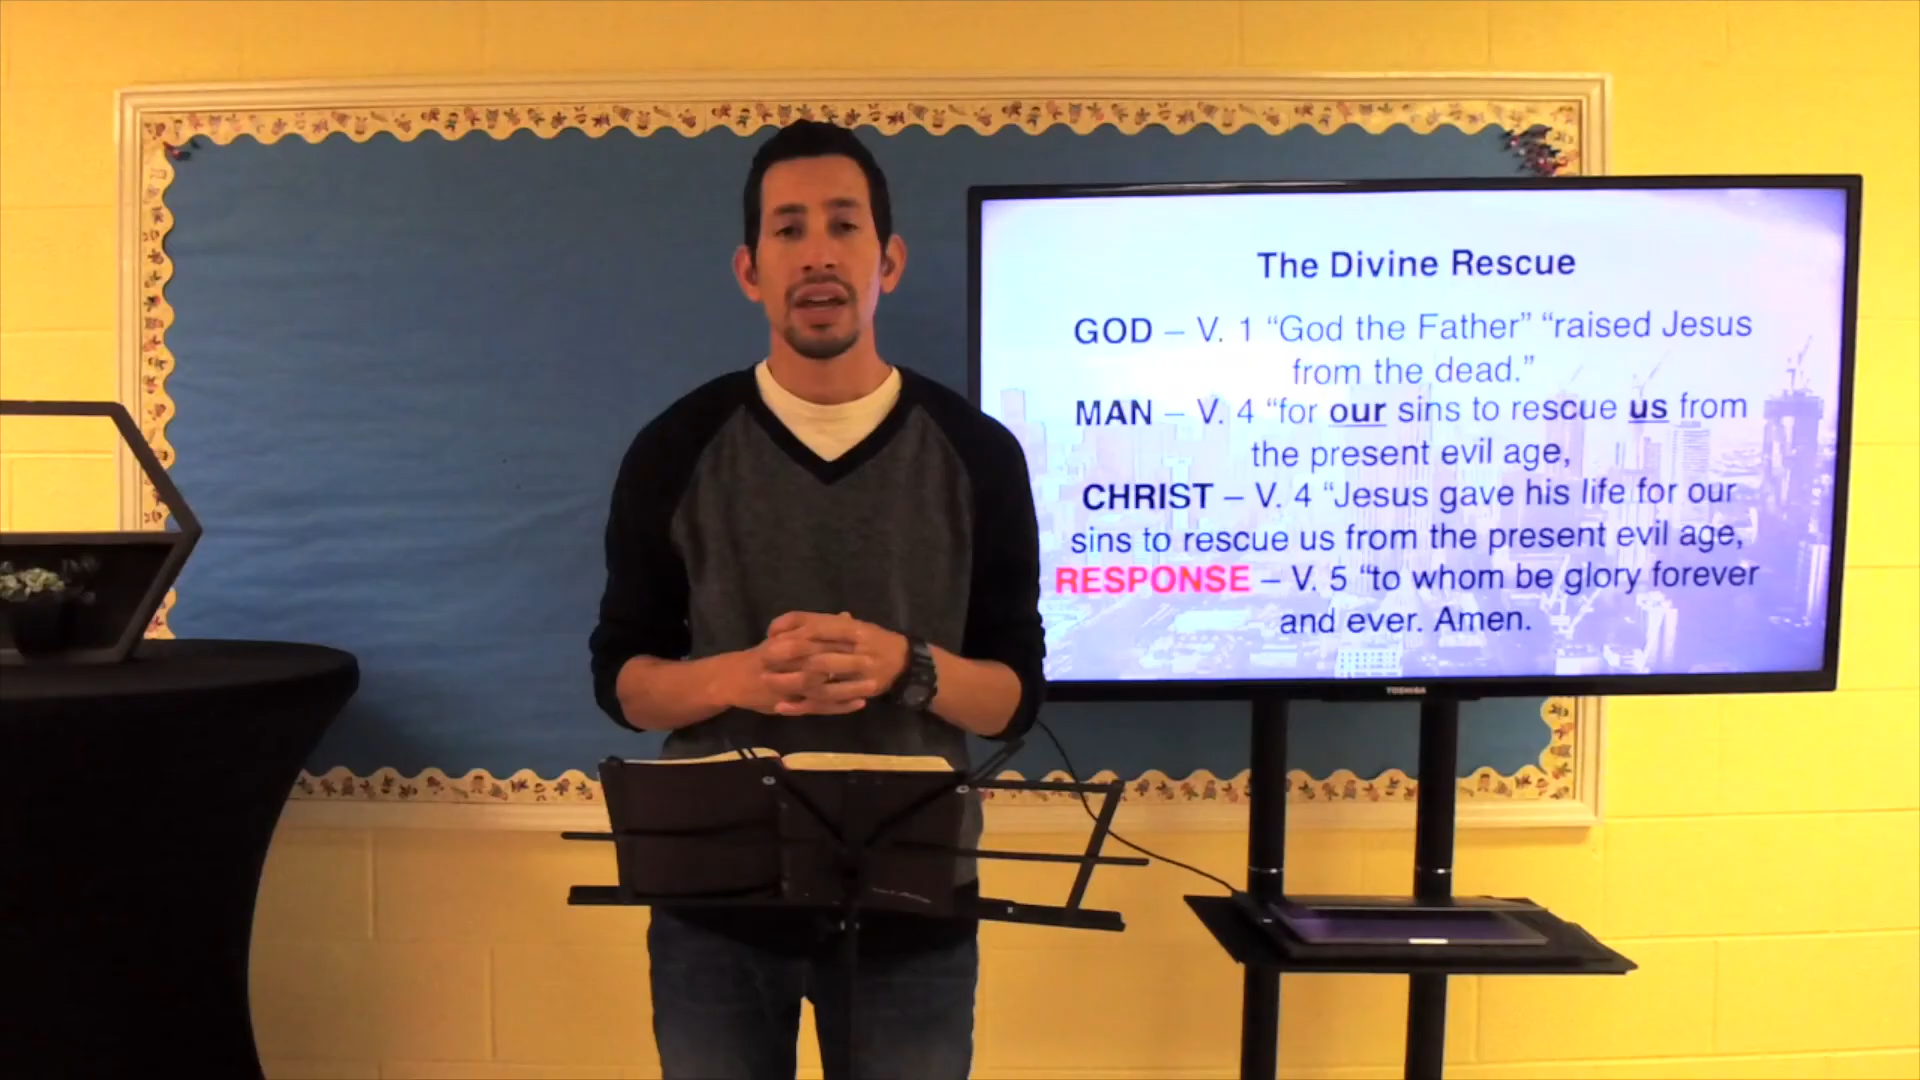 The Divine Rescue
GOD – V. 1 “God the Father” “raised Jesus
from the dead.”
MAN – V. 4 “for our sins to rescue us from
the present evil age,
CHRIST – V. 4 “Jesus gave his life for our
sins to rescue us from the present evil age,
RESPONSE – V. 5 “to whom be glory forever
and ever. Amen.
TOSHIBA